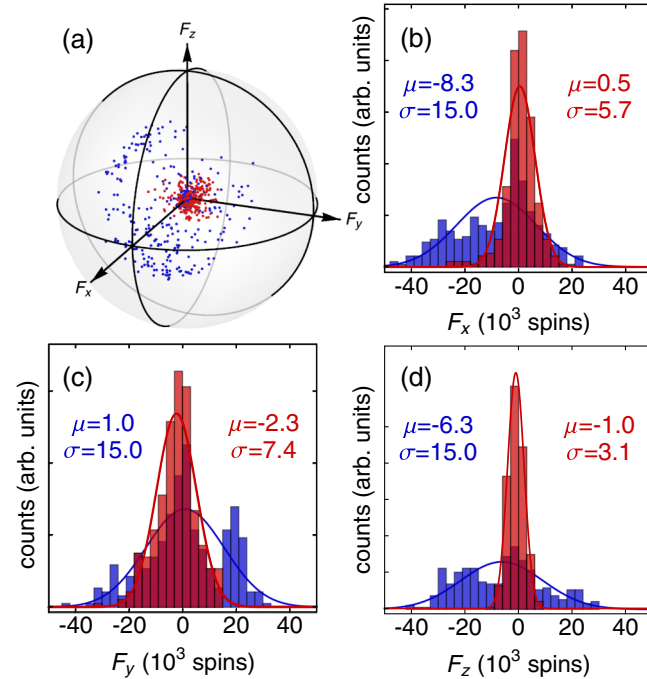 (a)
F_z
F_y
F_x
(b)
μ=-8.3
σ=15.0
μ=0.5
σ=5.7
counts (arb. units)
-40 -20 0 20 40
F_x (10^3 spins)
(c)
μ=1.0
σ=15.0
μ=-2.3
σ=7.4
counts (arb. units)
-40 -20 0 20 40
F_y (10^3 spins)
(d)
μ=-6.3
σ=15.0
μ=-1.0
σ=3.1
counts (arb. units)
-40 -20 0 20 40
F_z (10^3 spins)